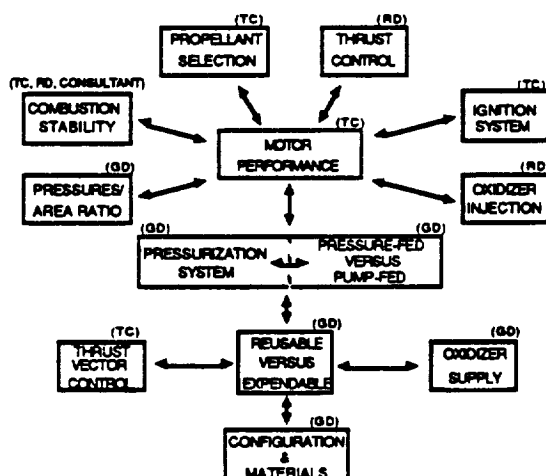 (TC)
PROPELLANT
SELECTION
(RD)
THRUST
CONTROL
(TC, RD, CONSULTANT)
COMBUSTION
STABILITY
(TC)
IGNITION
SYSTEM
(TC)
MOTOR
PERFORMANCE
(GD)
PRESSURES/
AREA RATIO
(RD)
OXIDIZER
INJECTION
(GD)
PRESSURIZATION
SYSTEM
(GD)
PRESSURE-FED
VERSUS
PUMP-FED
(TC)
THRUST
VECTOR
CONTROL
(GD)
REUSABLE
VERSUS
EXPENDABLE
(GD)
OXIDIZER
SUPPLY
(GD)
CONFIGURATION
&
MATERIALS